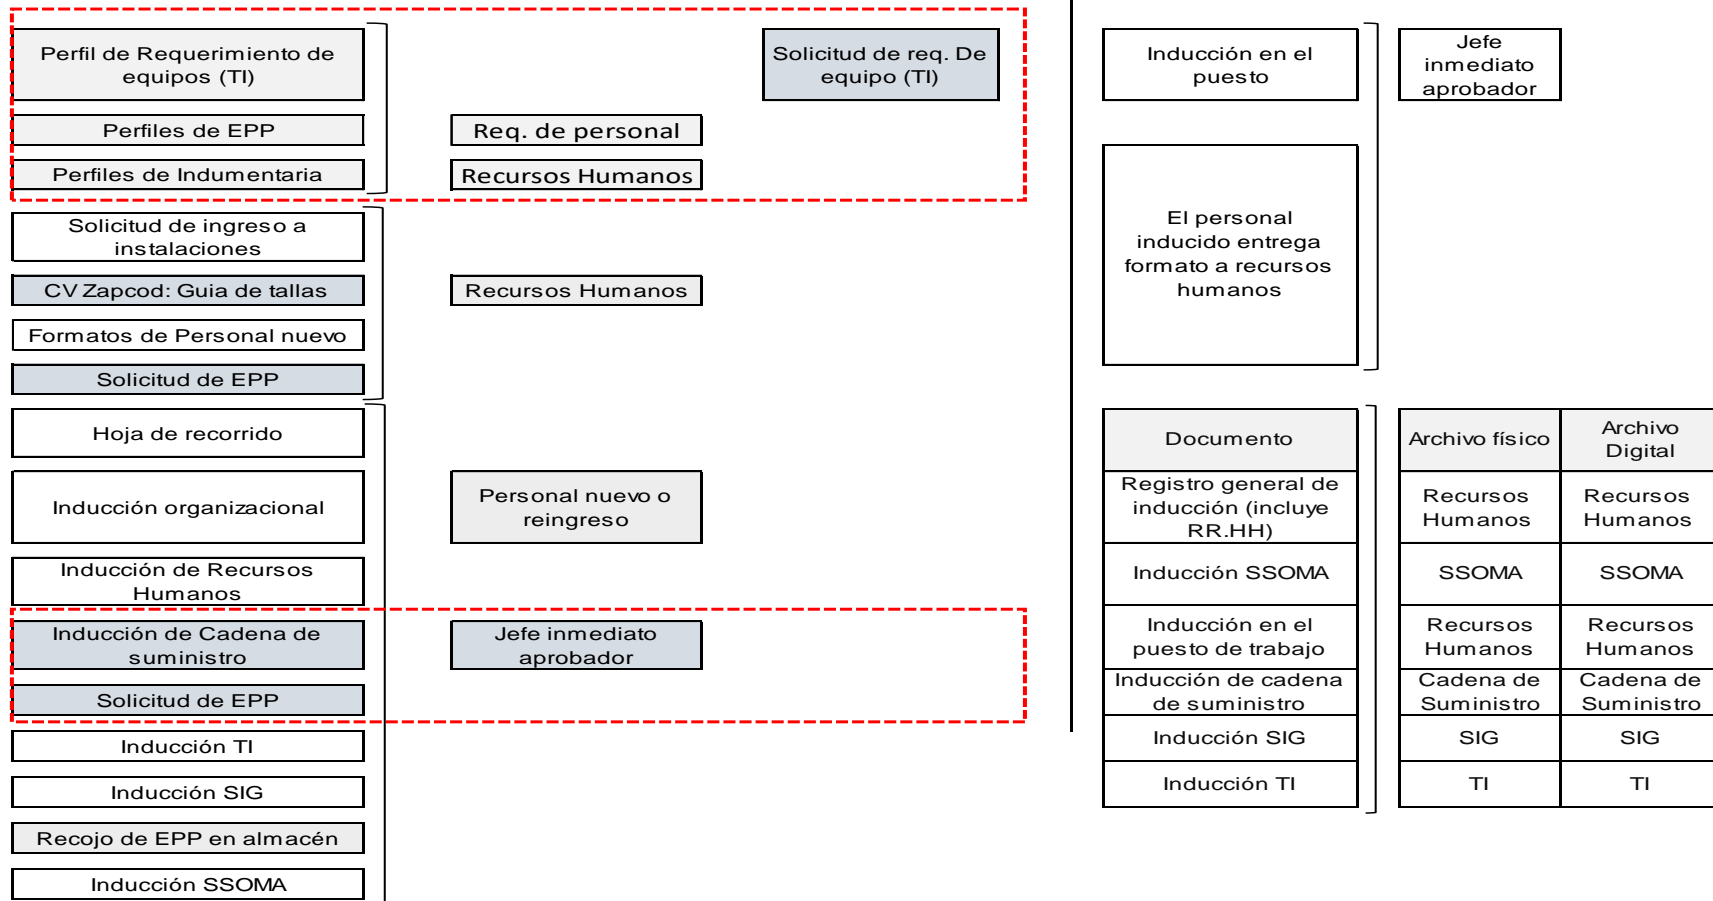 Perfil de Requerimiento de
equipos (TI)
Solicitud de req. De
equipo (TI)
Perfiles de EPP
Req. de personal
Perfiles de Indumentaria
Recursos Humanos
Solicitud de ingreso a
instalaciones
CV Zapcod: Guia de tallas
Recursos Humanos
Formatos de Personal nuevo
Solicitud de EPP
Hoja de recorrido
Inducción organizacional
Personal nuevo o
reingreso
Inducción de Recursos
Humanos
Inducción de Cadena de
suministro
Jefe inmediato
aprobador
Solicitud de EPP
Inducción TI
Inducción SIG
Recojo de EPP en almacén
Inducción SSOMA
Inducción en el
puesto
Jefe
inmediato
aprobador
El personal
inducido entrega
formato a recursos
humanos
Documento
Archivo físico
Archivo
Digital
Registro general de
inducción (incluye
RR.HH)
Recursos
Humanos
Recursos
Humanos
Inducción SSOMA
SSOMA
SSOMA
Inducción en el
puesto de trabajo
Recursos
Humanos
Recursos
Humanos
Inducción de cadena
de suministro
Cadena de
Suministro
Cadena de
Suministro
Inducción SIG
SIG
SIG
Inducción TI
TI
TI